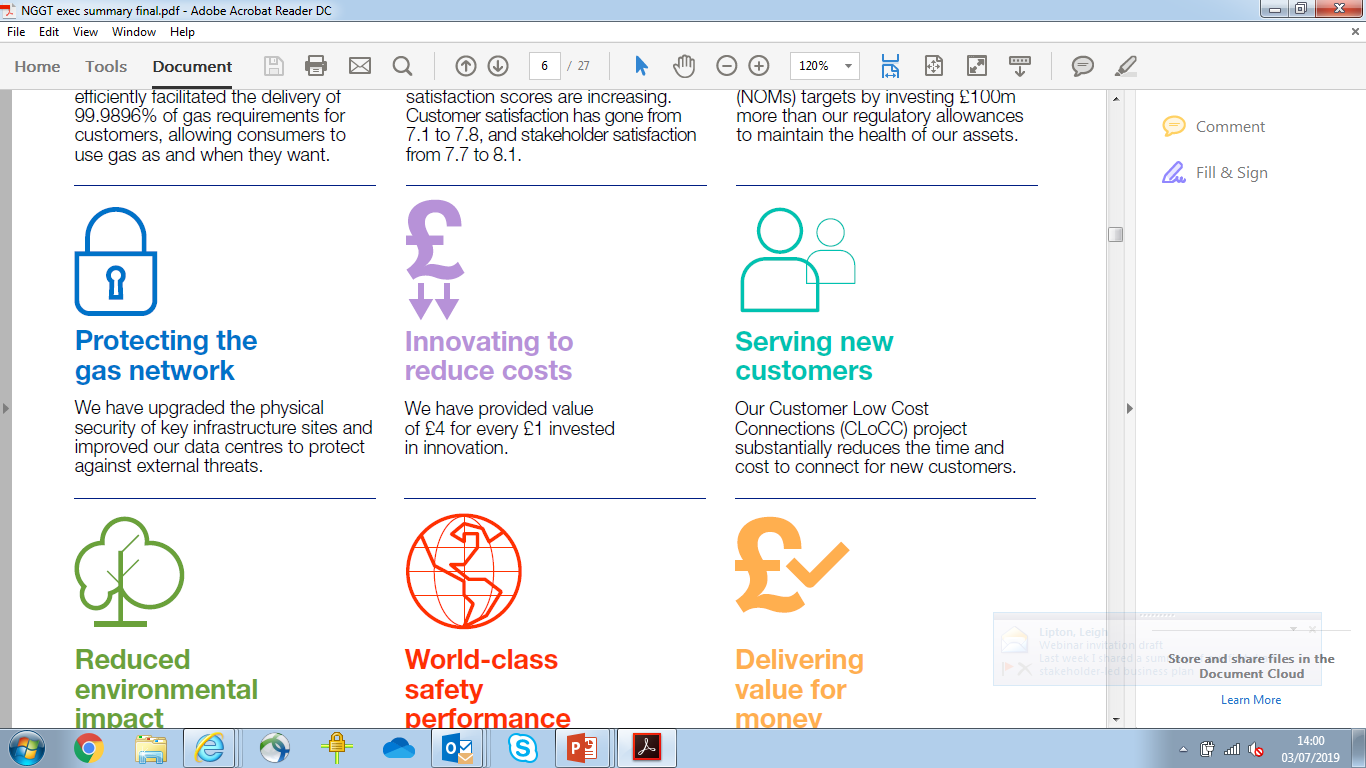 NGGT exec summary final.pdf - Adobe Acrobat Reader DC
File Edit View Window Help
Home Tools Document
6 / 27
120%
efficiently facilitated the delivery of
99.9896% of gas requirements for
customers, allowing consumers to
use gas as and when they want.
satisfaction scores are increasing.
Customer satisfaction has gone from
7.1 to 7.8, and stakeholder satisfaction
from 7.7 to 8.1.
(NOMs) targets by investing £100m
more than our regulatory allowances
to maintain the health of our assets.
Protecting the
gas network
We have upgraded the physical
security of key infrastructure sites and
improved our data centres to protect
against external threats.
£
Innovating to
reduce costs
We have provided value
of £4 for every £1 invested
in innovation.
Serving new
customers
Our Customer Low Cost
Connections (CLoCC) project
substantially reduces the time and
cost to connect for new customers.
Reduced
environmental
impact
World-class
safety
performance
£
Delivering
value for
money
Comment
Fill & Sign
Lipton, Leigh
Webinar invitation draft
Last week I shared a sum
stakeholder-led business plan
Store and share files in the
Document Cloud
Learn More
14:00
03/07/2019